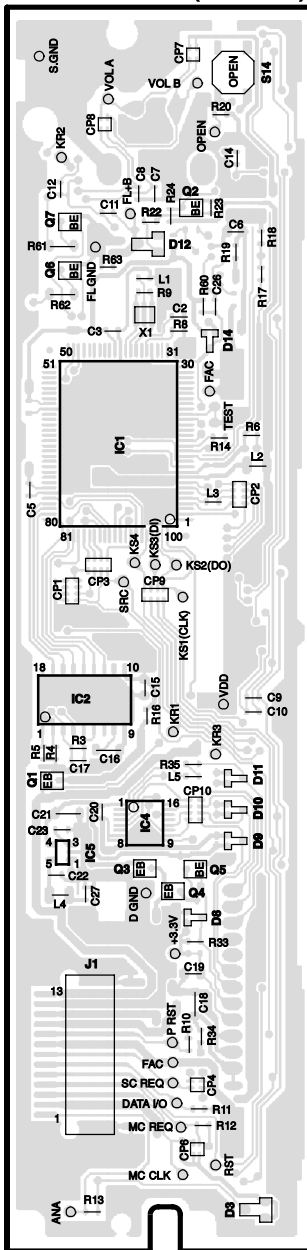 CP7
S.GND
VOL A
VOL B
OPEN
S14
CP8
R20
KR2
OPEN
C14
FL+B
C8
C7
Q2
C12
R24
BE
R23
Q7
C11
BE
R22
C6
R18
R61
D12
R19
Q6
FL GND
R63
BE
R62
L1
R60
C26
R17
R9
C2
X1
C3
R8
D14
50
31
51
30
FAC
TEST
IC1
R6
R14
L2
C5
L3
CP2
80
1
81
100
KS4
KS3(DI)
CP3
KS2(DO)
CP1
SRC
CP9
KS1(CLK)
18
10
C15
VDD
IC2
C9
R16
KR1
C10
1
9
R5
R4
R3
KR3
C17
C16
R35
Q1
EB
L5
D11
CP10
C21
C20
1
16
D10
C23
IC4
4
3
8
9
D9
5
1
IC5
Q3
EB
BE
Q5
C22
EB
Q4
L4
C27
D GND
D8
+3.3V
R33
J1
C19
13
C18
P RST
R10
R34
FAC
SC REQ
CP4
DATA I/O
R11
1
MC REQ
R12
CP6
MC CLK
RST
ANA
R13
D3